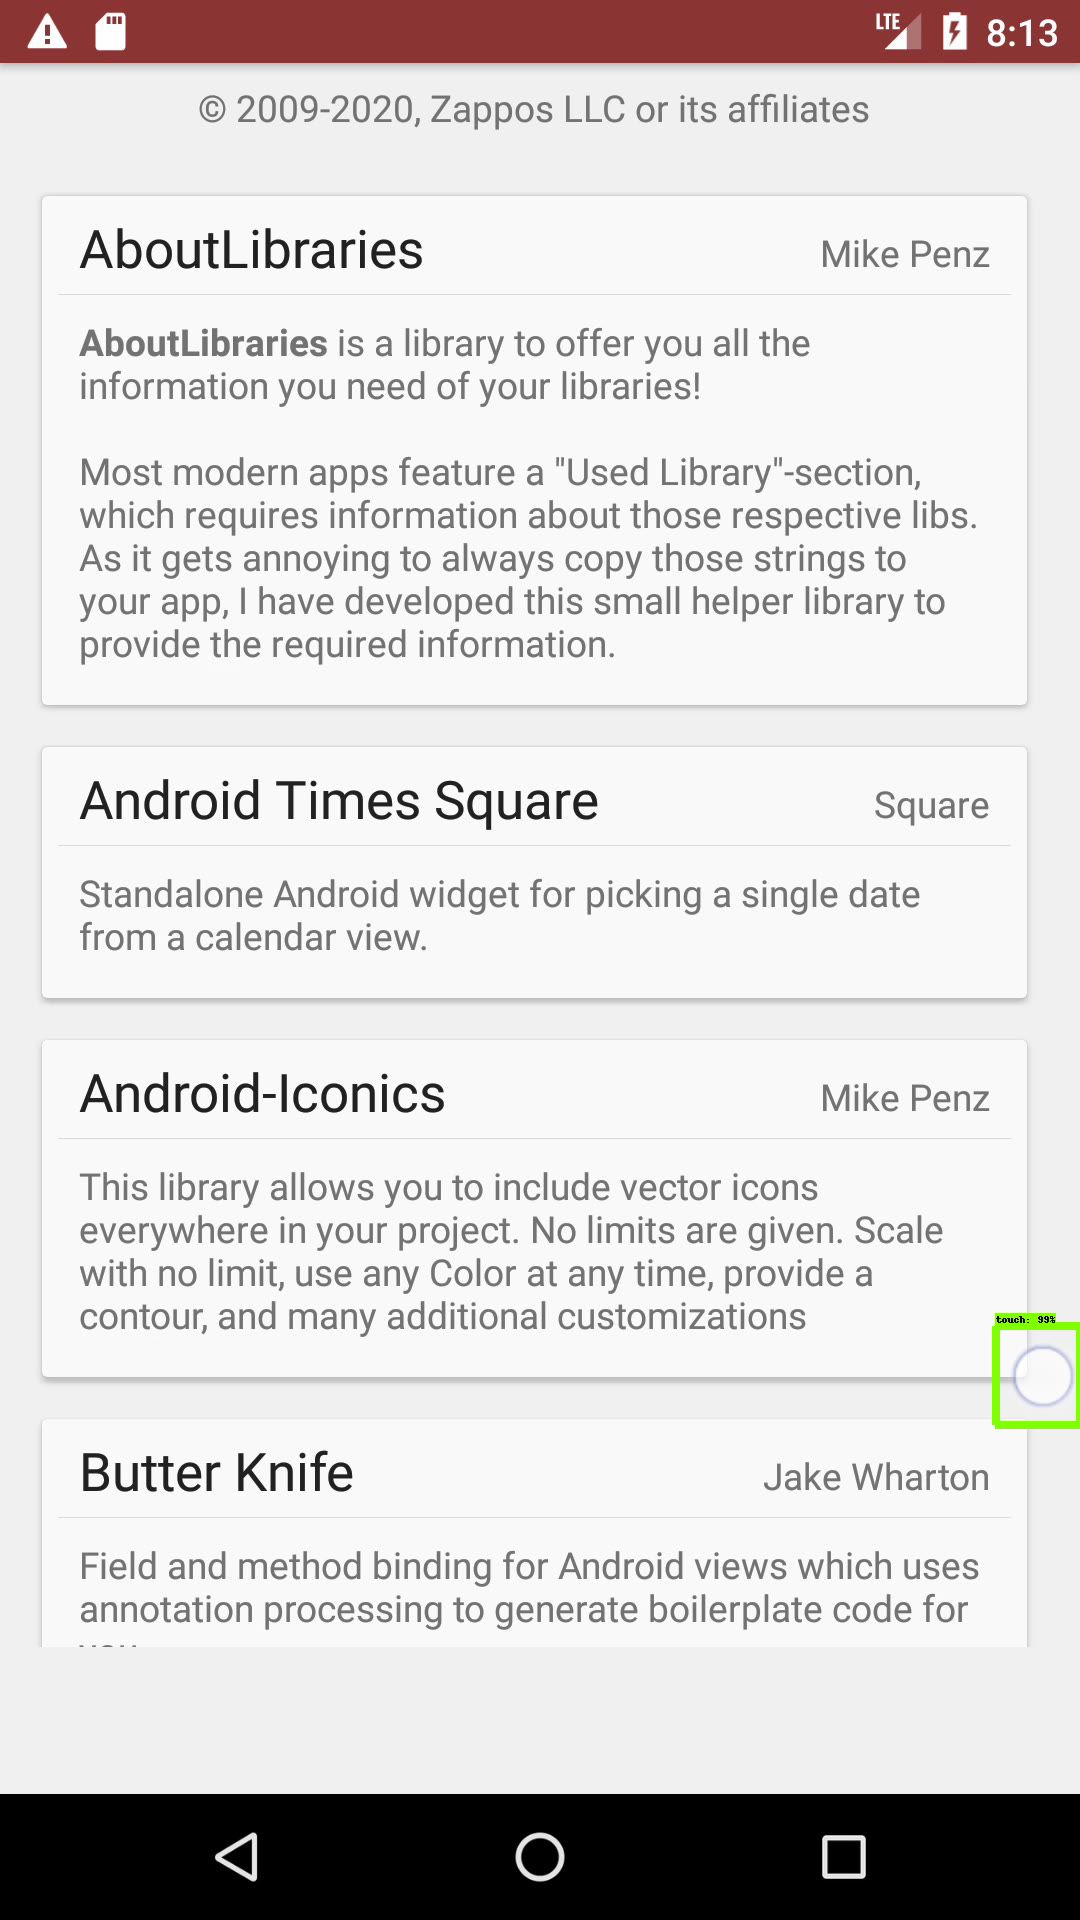 LTE 8:13
© 2009-2020, Zappos LLC or its affiliates
AboutLibraries Mike Penz
AboutLibraries is a library to offer you all the
information you need of your libraries!
Most modern apps feature a "Used Library"-section,
which requires information about those respective libs.
As it gets annoying to always copy those strings to
your app, I have developed this small helper library to
provide the required information.
Android Times Square Square
Standalone Android widget for picking a single date
from a calendar view.
Android-Iconics Mike Penz
This library allows you to include vector icons
everywhere in your project. No limits are given. Scale
with no limit, use any Color at any time, provide a
contour, and many additional customizations
touch: 99%
Butter Knife Jake Wharton
Field and method binding for Android views which uses
annotation processing to generate boilerplate code for